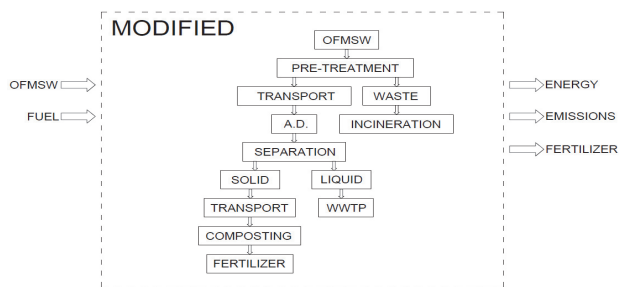 MODIFIED
OFMSW
PRE-TREATMENT
OFMSW
TRANSPORT
WASTE
ENERGY
FUEL
A.D.
INCINERATION
EMISSIONS
SEPARATION
FERTILIZER
SOLID
LIQUID
TRANSPORT
WWTP
COMPOSTING
FERTILIZER